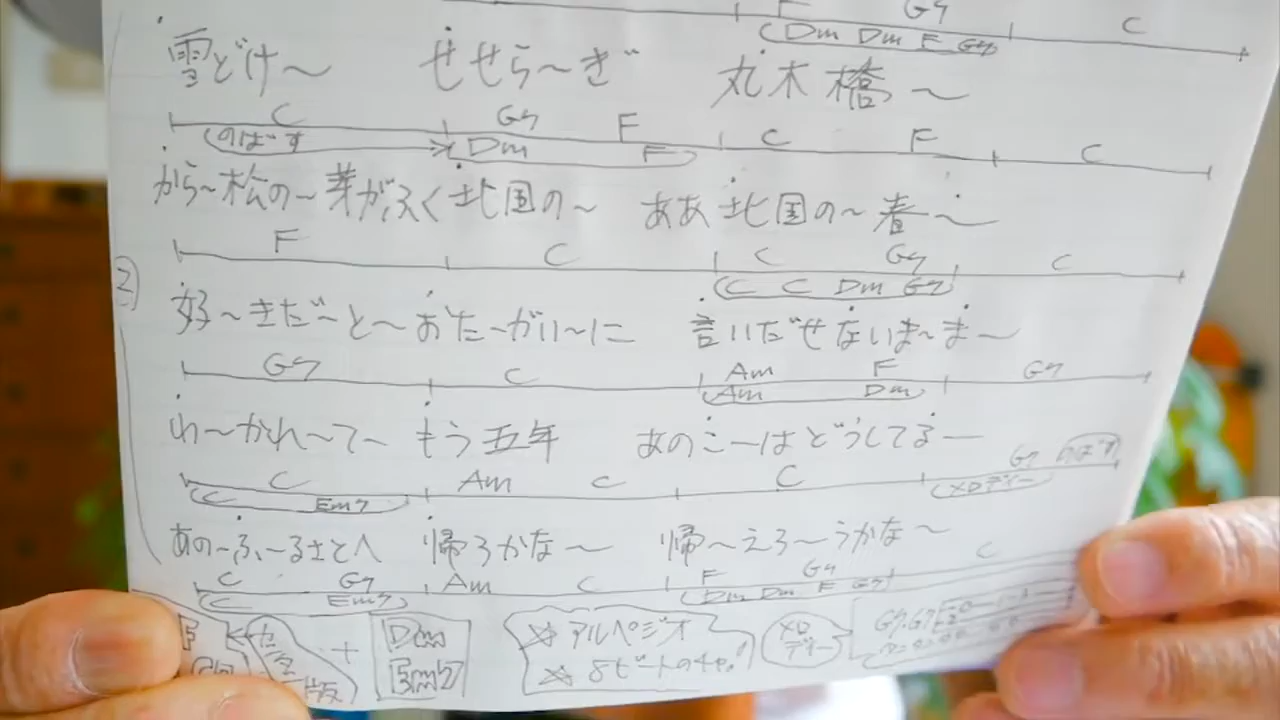 F G7 C
Dm Dm F G7
雪どけ〜 せせら〜ぎ 丸木橋〜
C G7 F C F C
のばす Dm F
から〜松の〜芽がふく 北国の〜 ああ 北国の〜春〜
F C C G7 C
C C Dm G7
② 好〜きだ〜と〜おた〜がい〜に 言いだせないま〜ま〜
G7 C Am F G7
Am Dm
わ〜かれ〜て〜 もう五年 あのこーはどうしてるー
C Am C C G7 のばす
C Em7 メロディー
あの〜ふ〜るさとへ 帰ろかな〜 帰〜えろ〜うかな〜
C G7 Am C F G7 C
C Em7 Dm Dm F G7
F + Dm Em7
☆ アルペジオ
☆ 8ビートの
メロディー
G7 G7